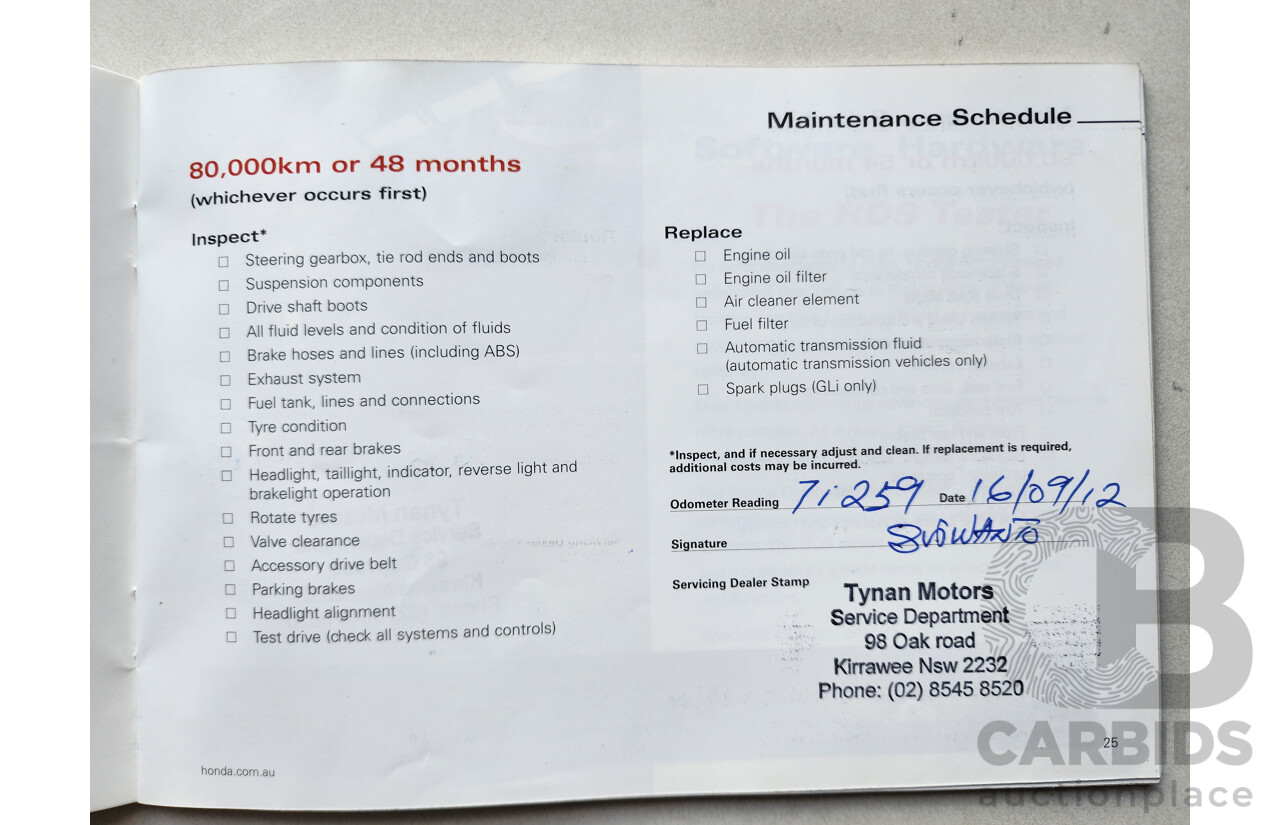 Maintenance Schedule
80,000km or 48 months
(whichever occurs first)
Inspect*
Steering gearbox, tie rod ends and boots
Suspension components
Drive shaft boots
All fluid levels and condition of fluids
Brake hoses and lines (including ABS)
Exhaust system
Fuel tank, lines and connections
Tyre condition
Front and rear brakes
Headlight, taillight, indicator, reverse light and
brakelight operation
Rotate tyres
Valve clearance
Accessory drive belt
Parking brakes
Headlight alignment
Test drive (check all systems and controls)
Replace
Engine oil
Engine oil filter
Air cleaner element
Fuel filter
Automatic transmission fluid
(automatic transmission vehicles only)
Spark plugs (GLi only)
*Inspect, and if necessary adjust and clean. If replacement is required,
additional costs may be incurred.
Odometer Reading 71259 Date 16/09/12
Signature
Servicing Dealer Stamp
Tynan Motors
Service Department
98 Oak road
Kirrawee Nsw 2232
Phone: (02) 8545 8520
25
honda.com.au
CARBIDS
auctionplace